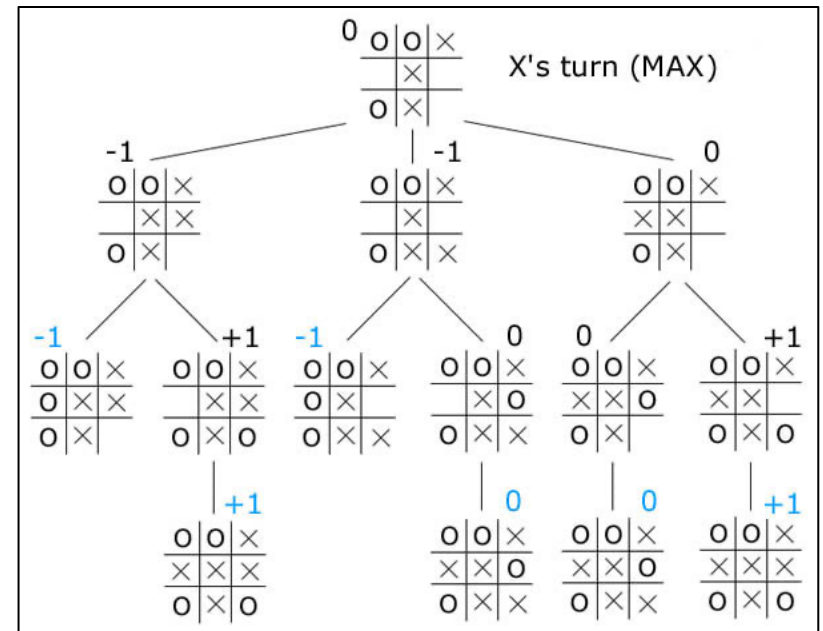 0
O O ×
X's turn (MAX)
×
O ×
-1
-1
0
O O ×
O O ×
O O ×
× ×
×
× ×
O ×
O × ×
O ×
-1
+1
-1
0
0
+1
O O ×
O O ×
O O ×
O O ×
O O ×
O O ×
O × ×
× ×
O ×
× O
× × O
× ×
O ×
O × O
O × ×
O × ×
O ×
O × O
+1
0
0
+1
O O ×
O O ×
O O ×
O O ×
× × ×
× × O
× × O
× × ×
O × O
O × ×
O × ×
O × O